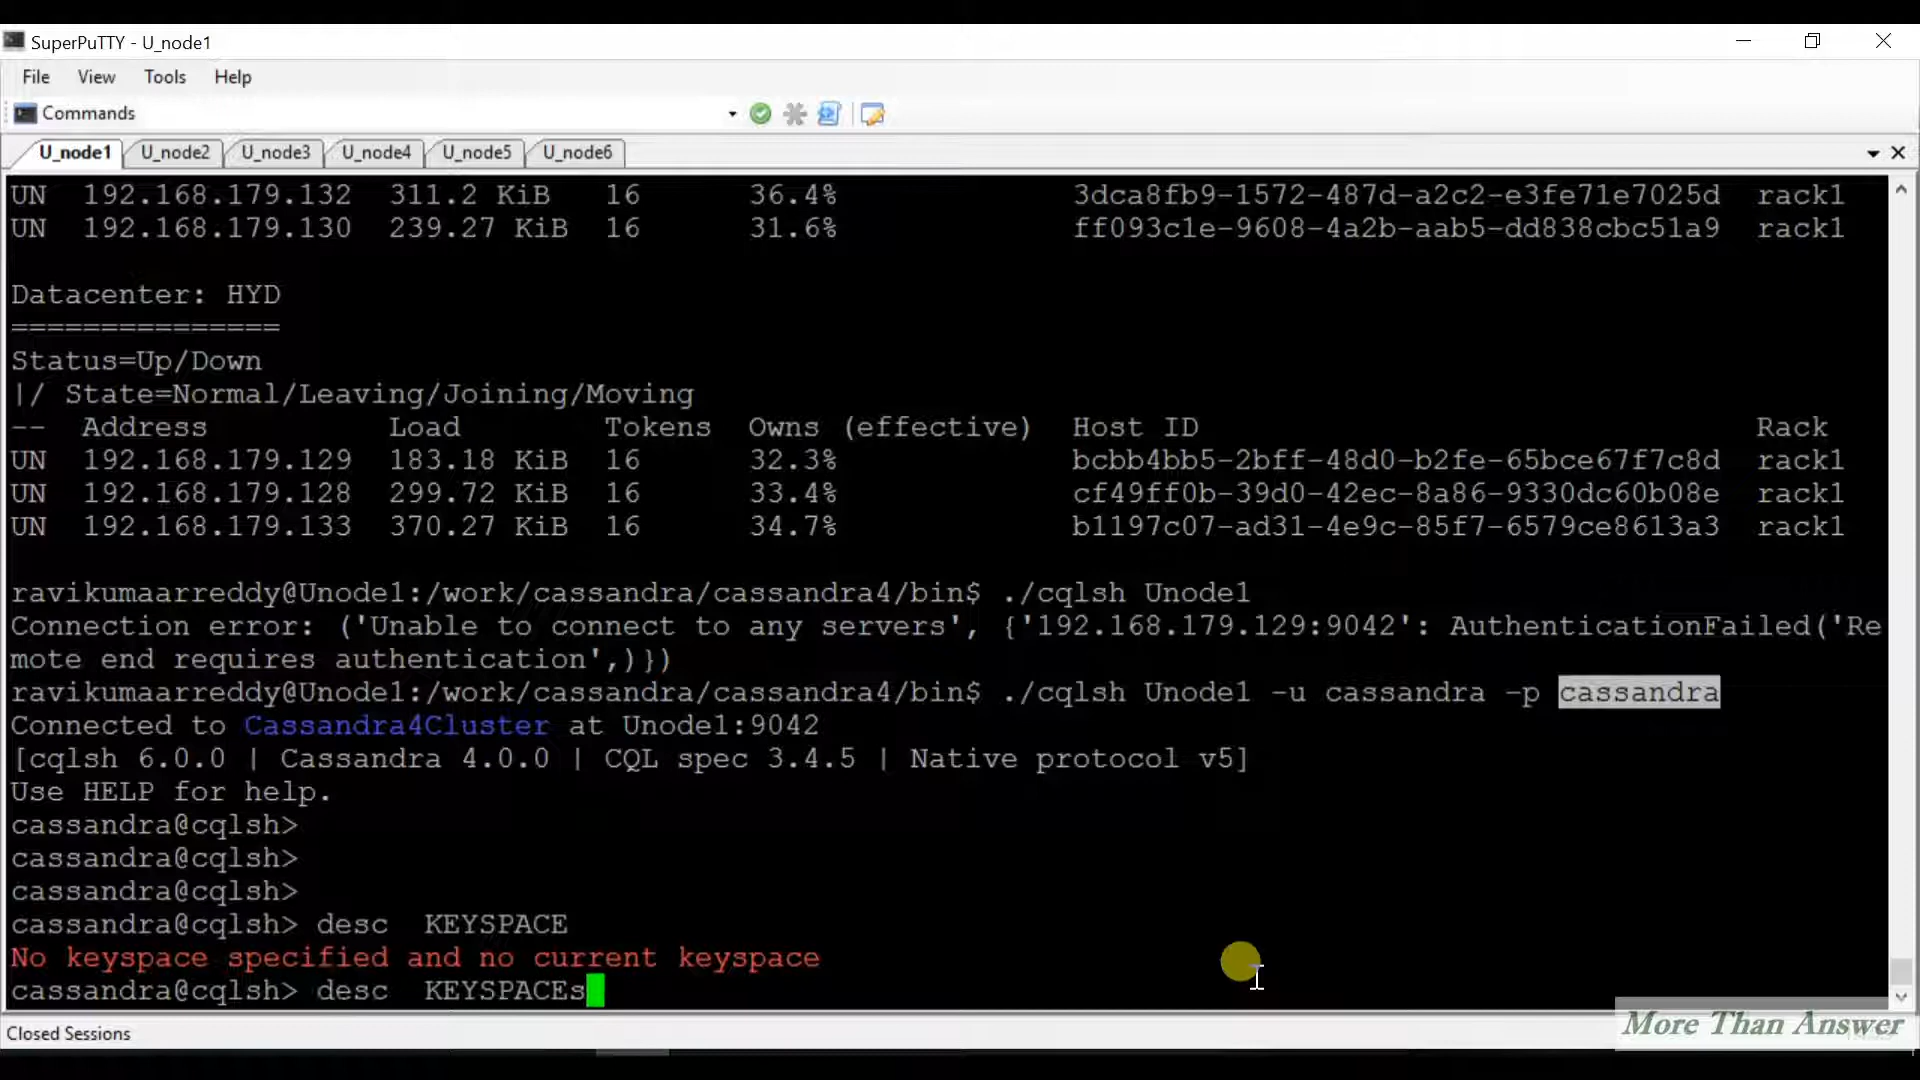 SuperPuTTY - U_node1
File View Tools Help
Commands
U_node1 U_node2 U_node3 U_node4 U_node5 U_node6
UN 192.168.179.132 311.2 KiB 16 36.4% 3dca8fb9-1572-487d-a2c2-e3fe71e7025d rack1
UN 192.168.179.130 239.27 KiB 16 31.6% ff093c1e-9608-4a2b-aab5-dd838cbc51a9 rack1
Datacenter: HYD
===============
Status=Up/Down
|/ State=Normal/Leaving/Joining/Moving
-- Address Load Tokens Owns (effective) Host ID Rack
UN 192.168.179.129 183.18 KiB 16 32.3% bcbb4bb5-2bff-48d0-b2fe-65bce67f7c8d rack1
UN 192.168.179.128 299.72 KiB 16 33.4% cf49ff0b-39d0-42ec-8a86-9330dc60b08e rack1
UN 192.168.179.133 370.27 KiB 16 34.7% b1197c07-ad31-4e9c-85f7-6579ce8613a3 rack1
ravikumaarreddy@Unode1:/work/cassandra/cassandra4/bin$ ./cqlsh Unode1
Connection error: ('Unable to connect to any servers', {'192.168.179.129:9042': AuthenticationFailed('Re
mote end requires authentication',)})
ravikumaarreddy@Unode1:/work/cassandra/cassandra4/bin$ ./cqlsh Unode1 -u cassandra -p cassandra
Connected to Cassandra4Cluster at Unode1:9042
[cqlsh 6.0.0 | Cassandra 4.0.0 | CQL spec 3.4.5 | Native protocol v5]
Use HELP for help.
cassandra@cqlsh>
cassandra@cqlsh>
cassandra@cqlsh>
cassandra@cqlsh> desc KEYSPACE
No keyspace specified and no current keyspace
cassandra@cqlsh> desc KEYSPACEs
Closed Sessions
More Than Answer